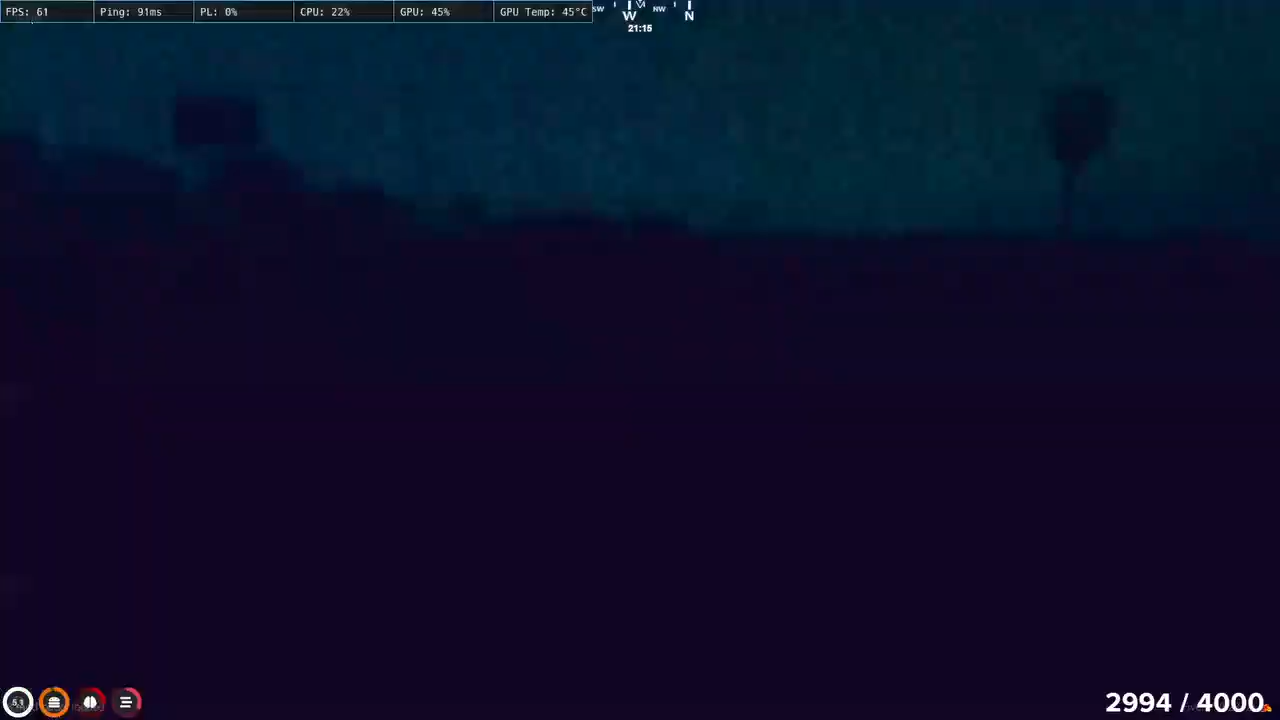 FPS: 61 Ping: 91ms PL: 0% CPU: 22% GPU: 45% GPU Temp: 45°C
SW W NW N
21:15
2994 / 4000